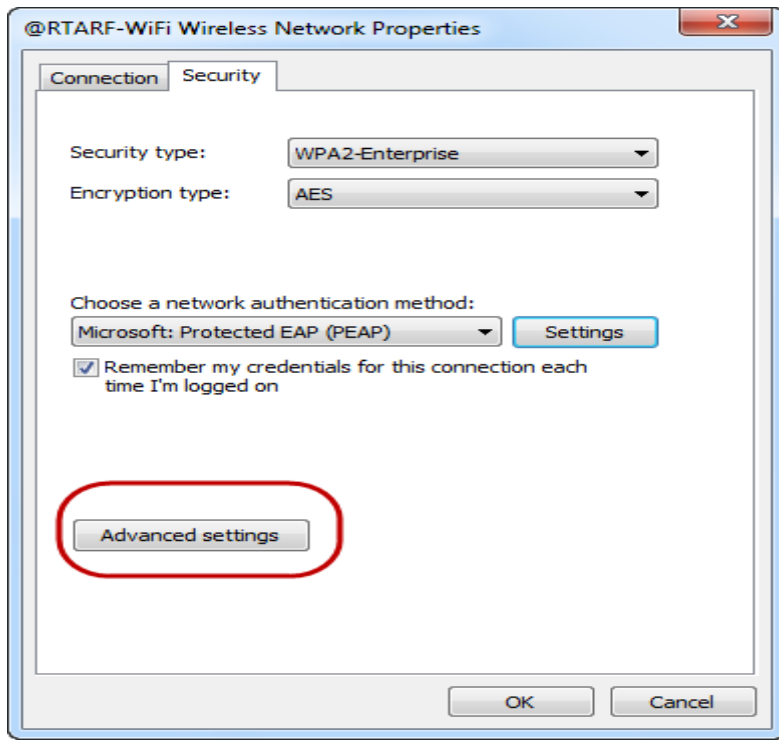 @RTARF-WiFi Wireless Network Properties
Connection Security
Security type: WPA2-Enterprise
Encryption type: AES
Choose a network authentication method:
Microsoft: Protected EAP (PEAP) Settings
Remember my credentials for this connection each
time I'm logged on
Advanced settings
OK Cancel